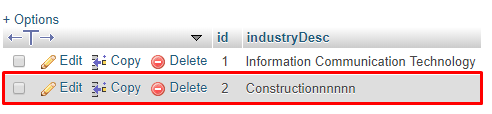 + Options
id industryDesc
Edit Copy Delete 1 Information Communication Technology
Edit Copy Delete 2 Constructionnnnnn